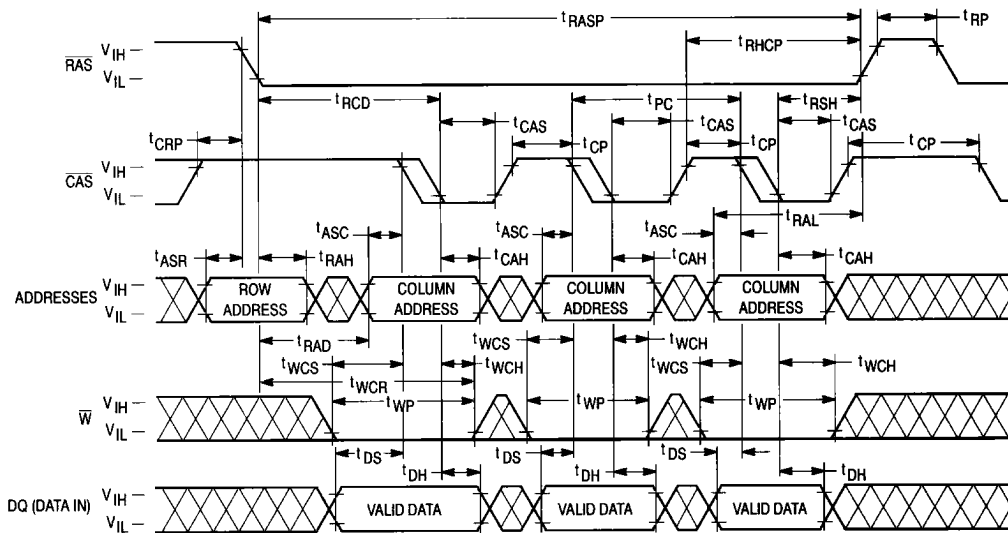 tRASP
tRP
tRHCP
RAS
VIH
VIL
tRCD
tPC
tRSH
tCRP
tCAS
tCP
tCAS
tCP
tCAS
tCP
CAS
VIH
VIL
tRAL
tASR
tRAH
tASC
tCAH
tASC
tCAH
tASC
tCAH
ADDRESSES
VIH
VIL
ROW ADDRESS
COLUMN ADDRESS
COLUMN ADDRESS
COLUMN ADDRESS
tRAD
tWCS
tWCH
tWCS
tWCH
tWCS
tWCH
tWCR
tWP
tWP
tWP
W
VIH
VIL
tDS
tDH
tDS
tDH
tDS
tDH
DQ (DATA IN)
VIH
VIL
VALID DATA
VALID DATA
VALID DATA